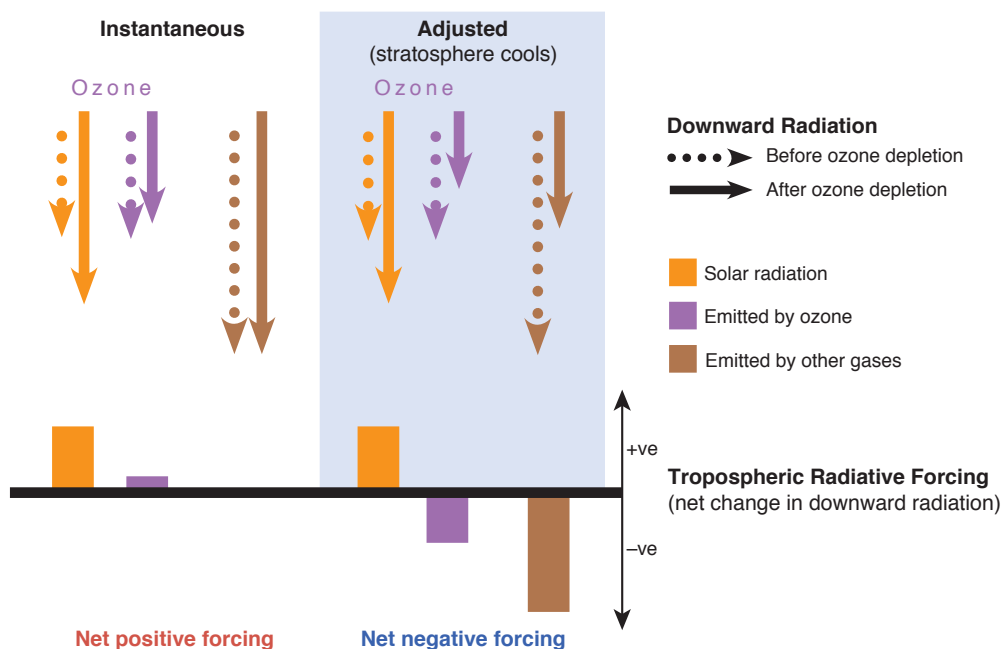 Instantaneous
Adjusted
(stratosphere cools)
Ozone
Ozone
Downward Radiation
Before ozone depletion
After ozone depletion
Solar radiation
Emitted by ozone
Emitted by other gases
+ve
Tropospheric Radiative Forcing
(net change in downward radiation)
–ve
Net positive forcing
Net negative forcing